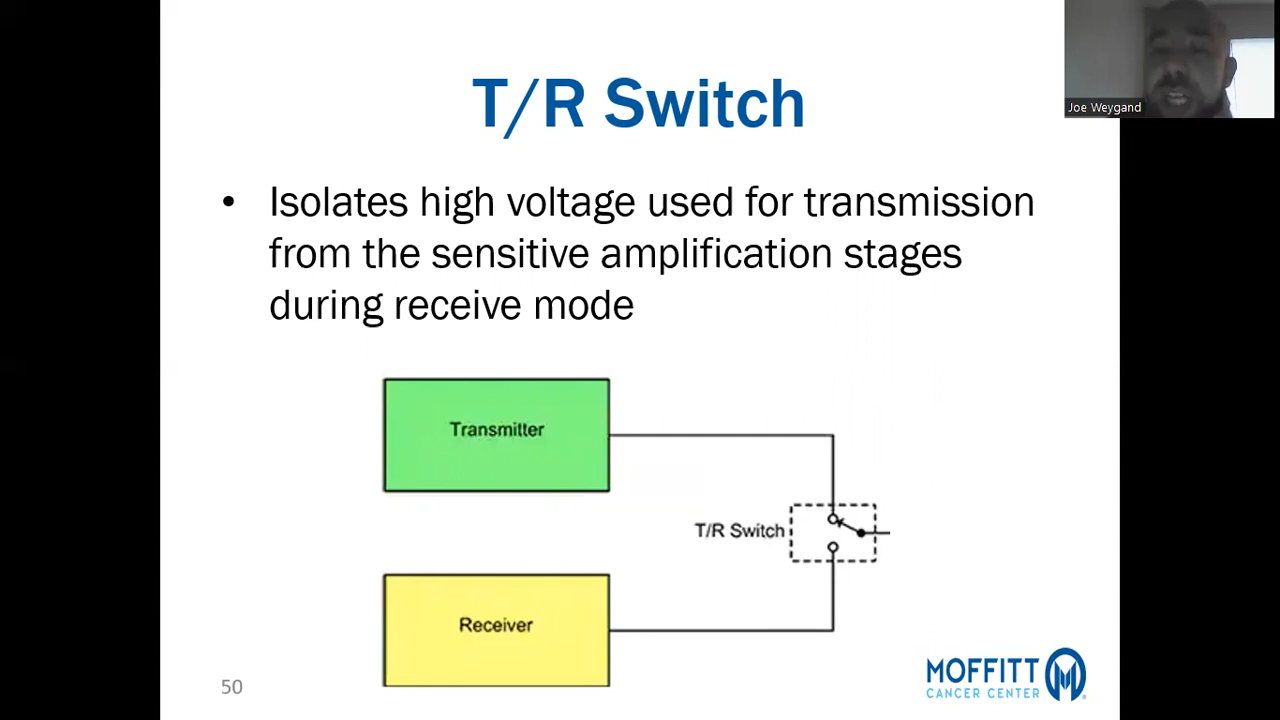 T/R Switch
Joe Weygand
• Isolates high voltage used for transmission
from the sensitive amplification stages
during receive mode
Transmitter
T/R Switch
Receiver
50
MOFFITT
CANCER CENTER